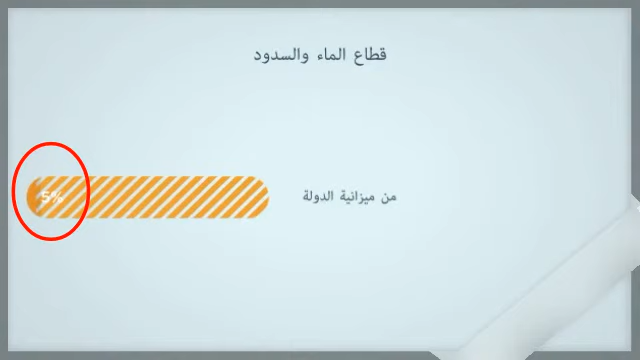 قطاع الماء والسدود
من ميزانية الدولة
5%